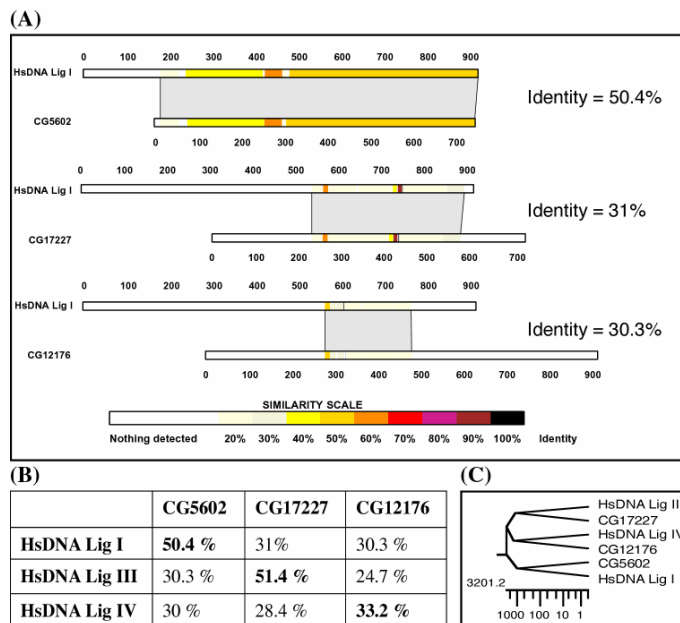 (A)
0 100 200 300 400 500 600 700 800 900
HsDNA Lig I
Identity = 50.4%
CG5602
0 100 200 300 400 500 600 700
0 100 200 300 400 500 600 700 800 900
HsDNA Lig I
Identity = 31%
CG17227
0 100 200 300 400 500 600 700
0 100 200 300 400 500 600 700 800 900
HsDNA Lig I
Identity = 30.3%
CG12176
0 100 200 300 400 500 600 700 800 900
SIMILARITY SCALE
Nothing detected 20% 30% 40% 50% 60% 70% 80% 90% 100% Identity
(B)
CG5602 CG17227 CG12176
HsDNA Lig I 50.4 % 31% 30.3 %
HsDNA Lig III 30.3 % 51.4 % 24.7 %
HsDNA Lig IV 30 % 28.4 % 33.2 %
(C)
HsDNA Lig II
CG17227
HsDNA Lig IV
CG12176
CG5602
HsDNA Lig I
3201.2
1000 100 10 1